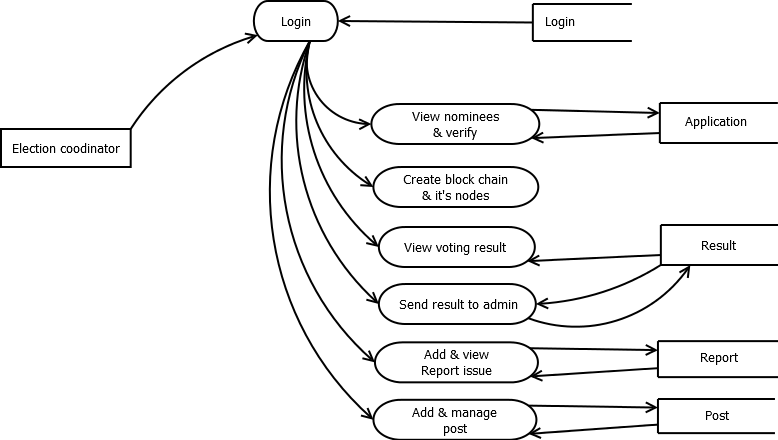 Login
Login
View nominees
& verify
Application
Election coodinator
Create block chain
& it's nodes
View voting result
Result
Send result to admin
Add & view
Report issue
Report
Add & manage
post
Post